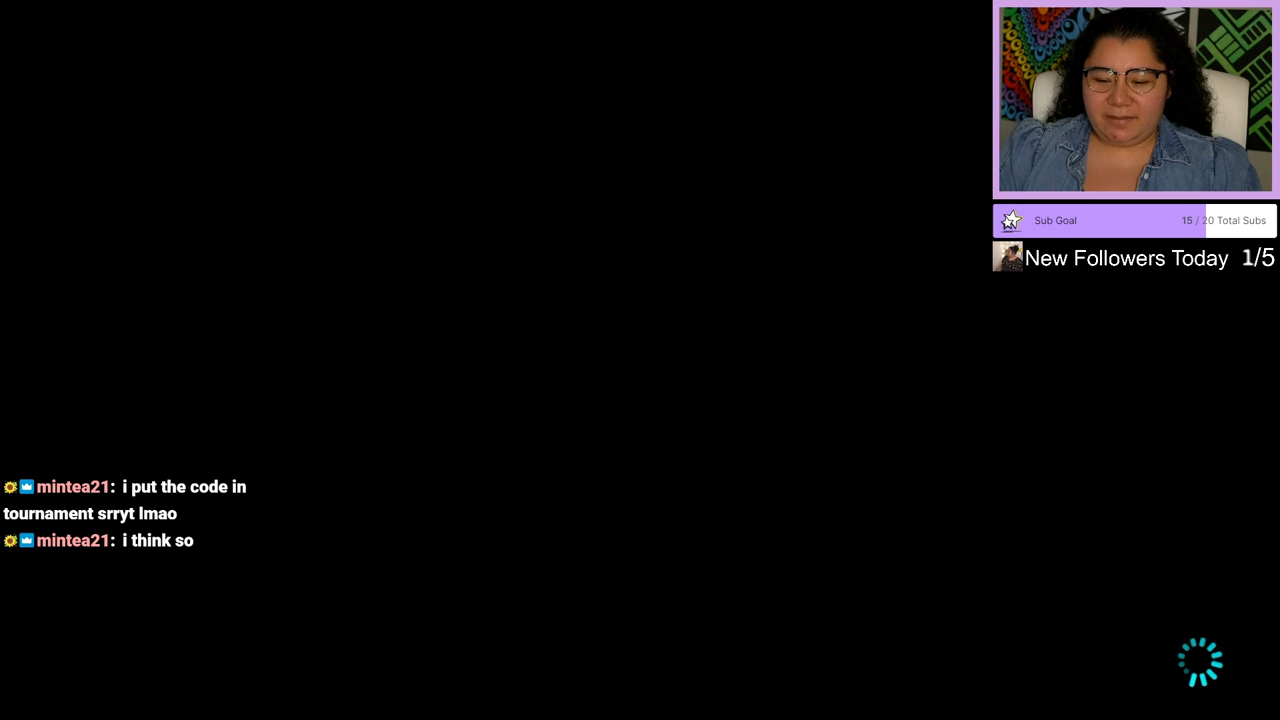 Sub Goal 15 / 20 Total Subs
New Followers Today 1/5
mintea21: i put the code in
tournament srryt lmao
mintea21: i think so